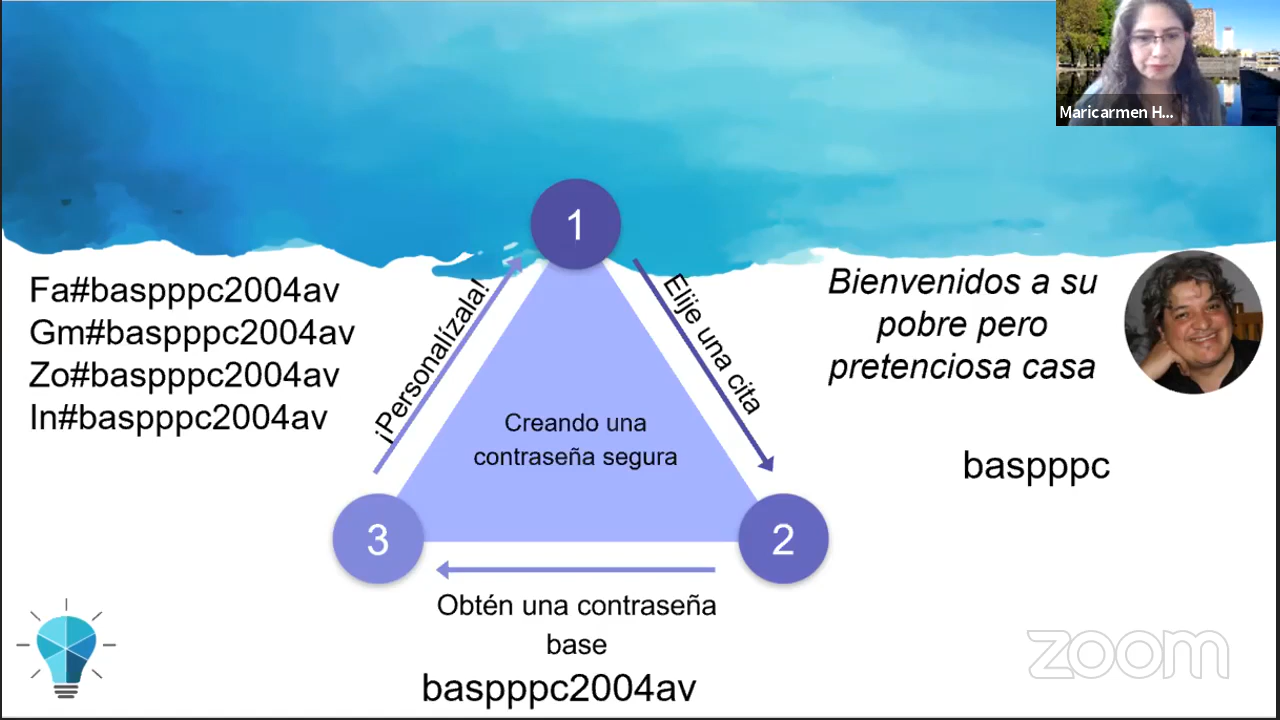 Maricarmen H...
1
¡Personalízala!
Elije una cita
Fa#baspppc2004av
Gm#baspppc2004av
Zo#baspppc2004av
In#baspppc2004av
Bienvenidos a su
pobre pero
pretenciosa casa
Creando una
contraseña segura
baspppc
3
2
Obtén una contraseña
base
baspppc2004av
zoom